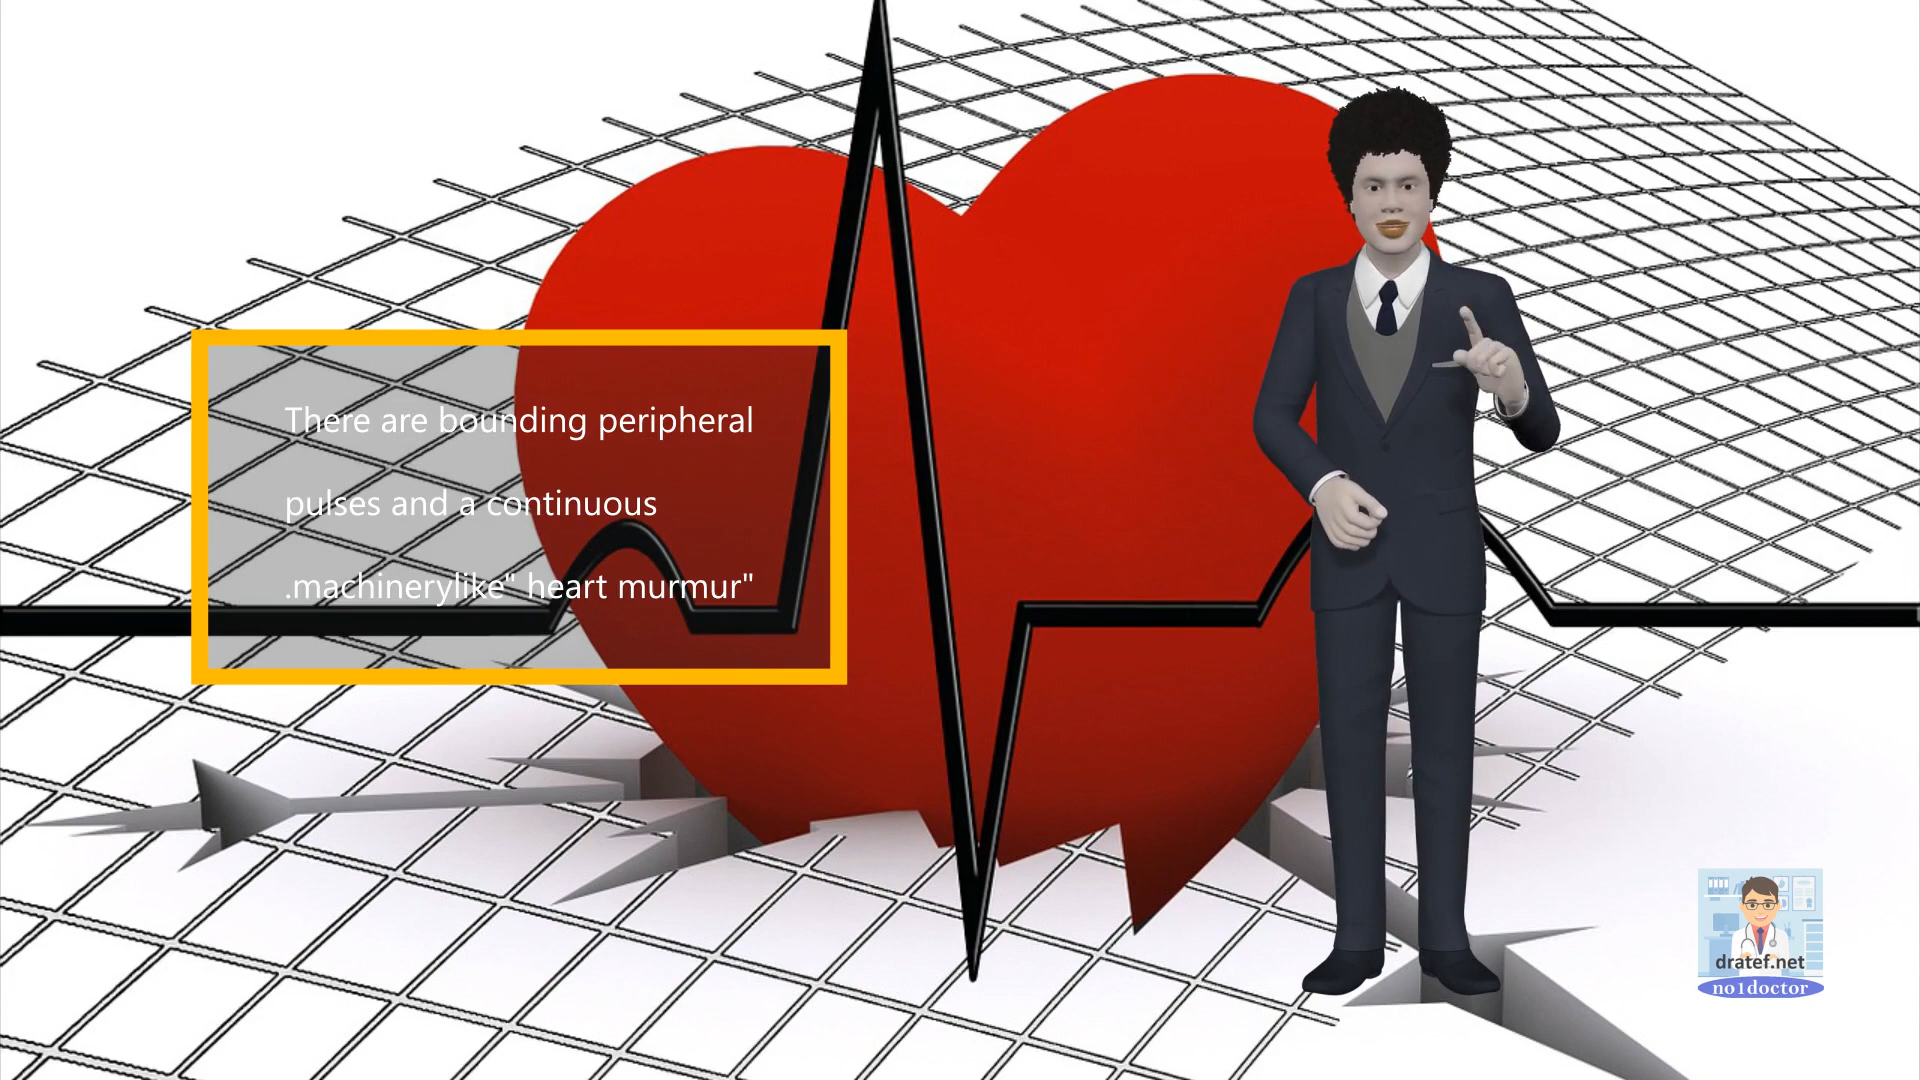 There are bounding peripheral
pulses and a continuous
.machinerylike" heart murmur"
dratef.net
no1doctor